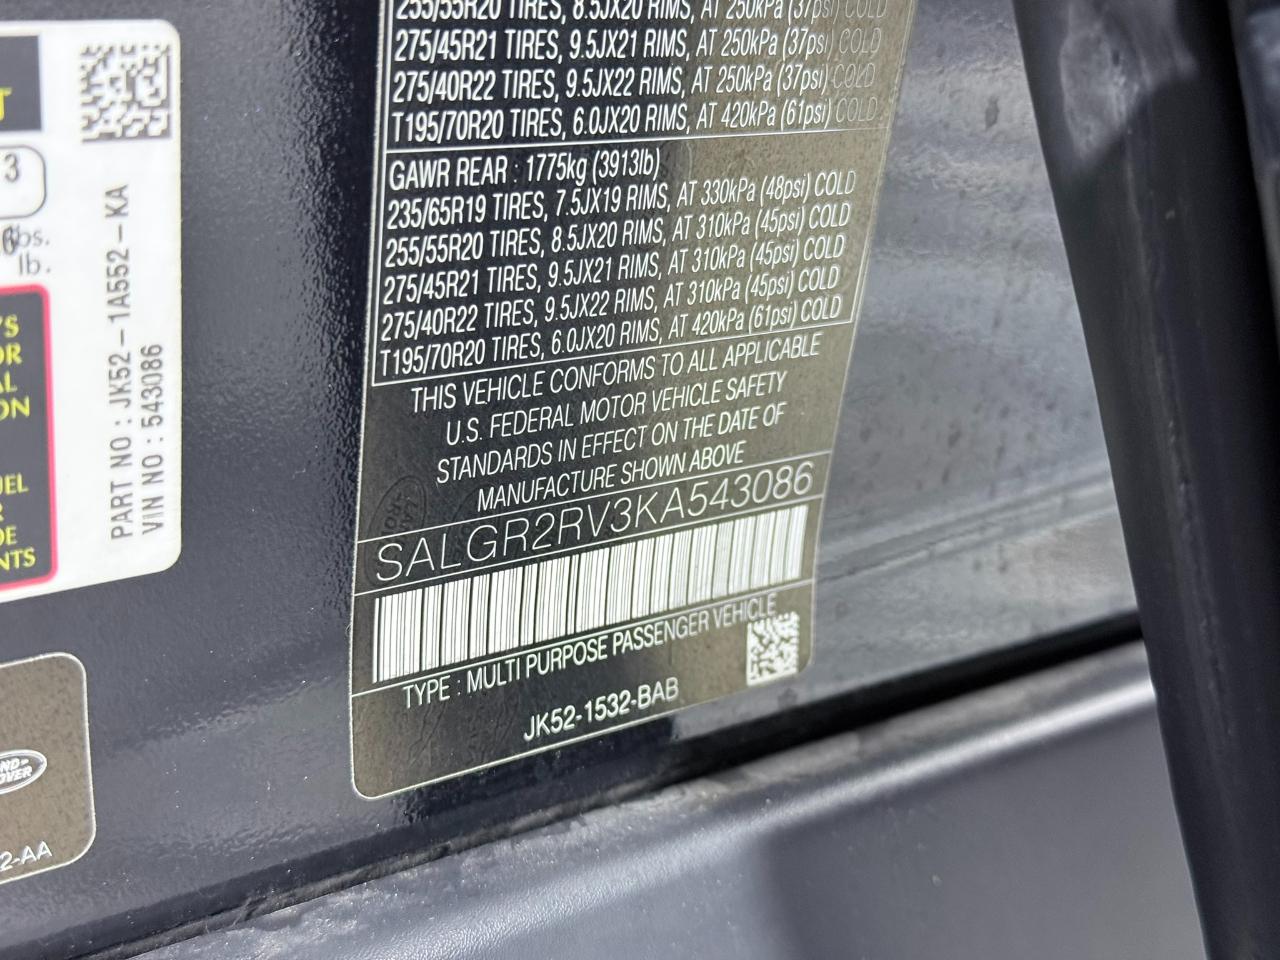 255/55R20 TIRES, 8.5JX20 RIMS, AT 250kPa (37psi) COLD
275/45R21 TIRES, 9.5JX21 RIMS, AT 250kPa (37psi) COLD
275/40R22 TIRES, 9.5JX22 RIMS, AT 250kPa (37psi) COLD
T195/70R20 TIRES, 6.0JX20 RIMS, AT 420kPa (61psi) COLD
GAWR REAR : 1775kg (3913lb)
235/65R19 TIRES, 7.5JX19 RIMS, AT 330kPa (48psi) COLD
255/55R20 TIRES, 8.5JX20 RIMS, AT 310kPa (45psi) COLD
275/45R21 TIRES, 9.5JX21 RIMS, AT 310kPa (45psi) COLD
275/40R22 TIRES, 9.5JX22 RIMS, AT 310kPa (45psi) COLD
T195/70R20 TIRES, 6.0JX20 RIMS, AT 420kPa (61psi) COLD
THIS VEHICLE CONFORMS TO ALL APPLICABLE
U.S. FEDERAL MOTOR VEHICLE SAFETY
STANDARDS IN EFFECT ON THE DATE OF
MANUFACTURE SHOWN ABOVE
SALGR2RV3KA543086
TYPE : MULTI PURPOSE PASSENGER VEHICLE
JK52-1532-BAB
PART NO : JK52-1A552-KA
VIN NO : 543086
3
lbs.
lb.
2-AA